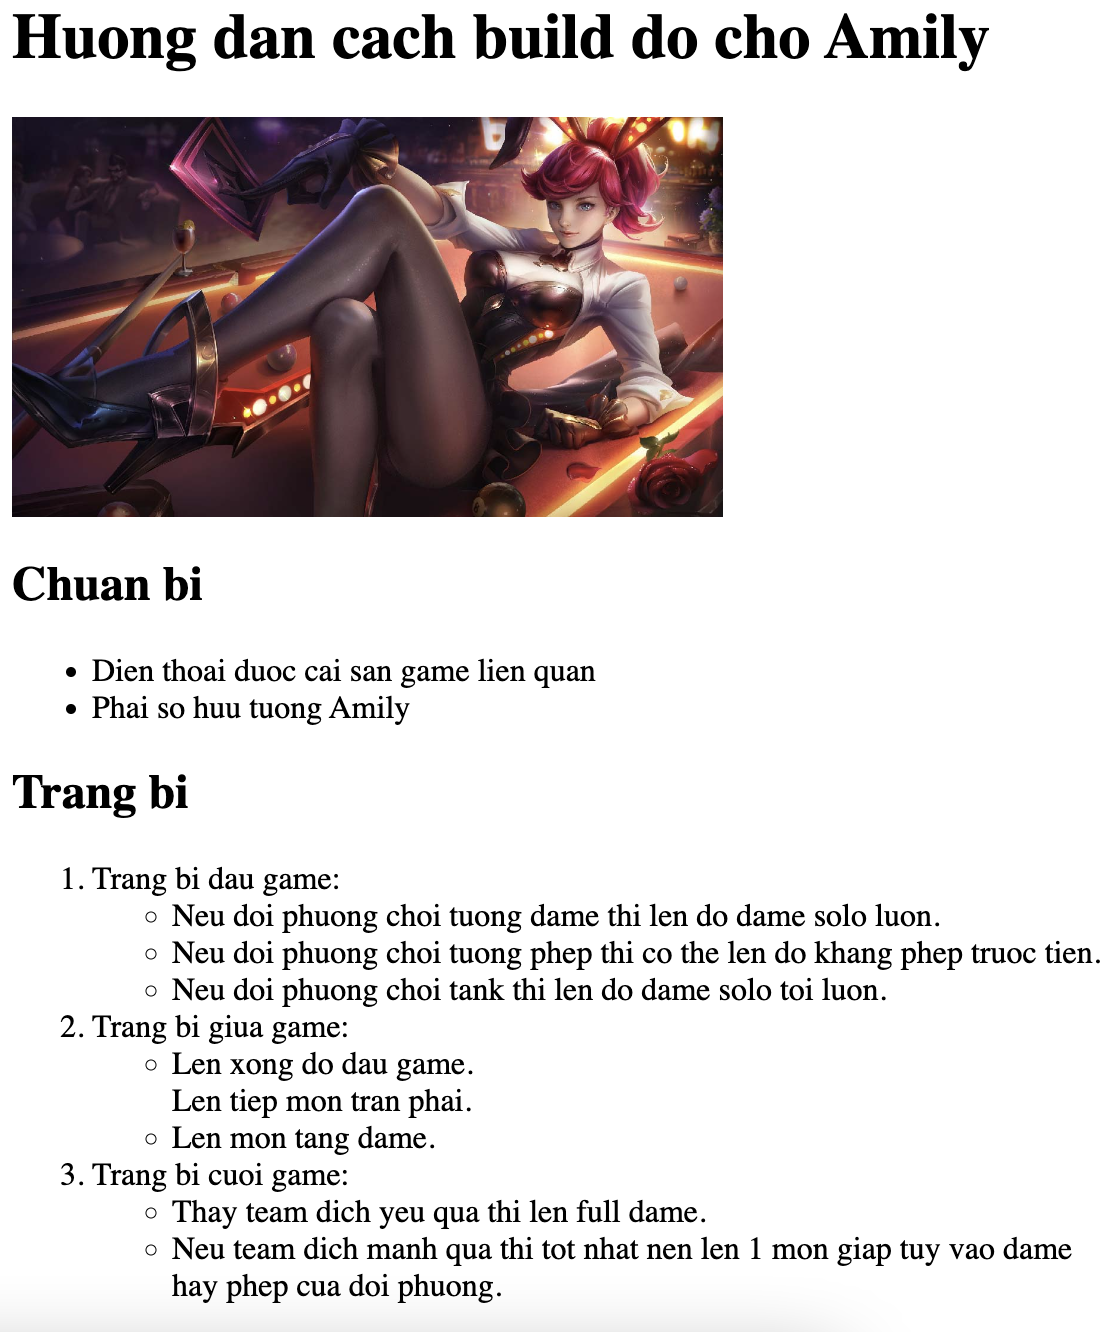 Huong dan cach build do cho Amily
Chuan bi
• Dien thoai duoc cai san game lien quan
• Phai so huu tuong Amily
Trang bi
1. Trang bi dau game:
○ Neu doi phuong choi tuong dame thi len do dame solo luon.
○ Neu doi phuong choi tuong phep thi co the len do khang phep truoc tien.
○ Neu doi phuong choi tank thi len do dame solo toi luon.
2. Trang bi giua game:
○ Len xong do dau game.
Len tiep mon tran phai.
○ Len mon tang dame.
3. Trang bi cuoi game:
○ Thay team dich yeu qua thi len full dame.
○ Neu team dich manh qua thi tot nhat nen len 1 mon giap tuy vao dame
hay phep cua doi phuong.